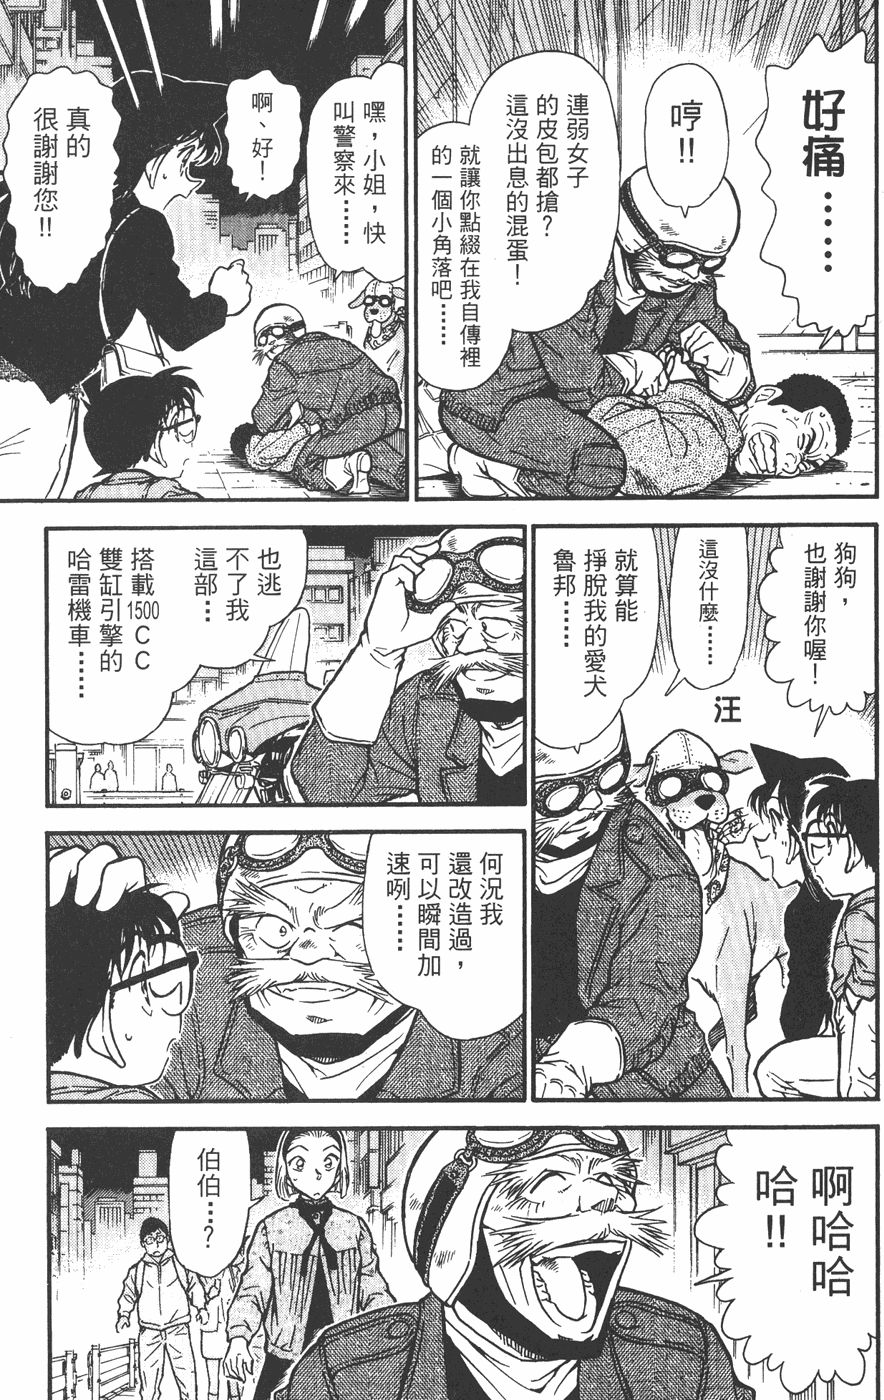 好痛⋯⋯
哼!!
連弱女子
的皮包都搶？
這沒出息的混蛋！
就讓你點綴在我自傳裡
的一個小角落吧⋯⋯
嘿，小姐，快
叫警察來⋯⋯
啊、好！
真的
很謝謝您!!
狗狗，
也謝謝你喔！
這沒什麼⋯⋯
汪
就算能
掙脫我的愛犬
魯邦⋯⋯
也逃
不了我
這部⋯
搭載1500ＣＣ
雙缸引擎的
哈雷機車⋯⋯
何況我
還改造過，
可以瞬間加
速咧⋯⋯
啊哈哈
哈!!
伯伯⋯?